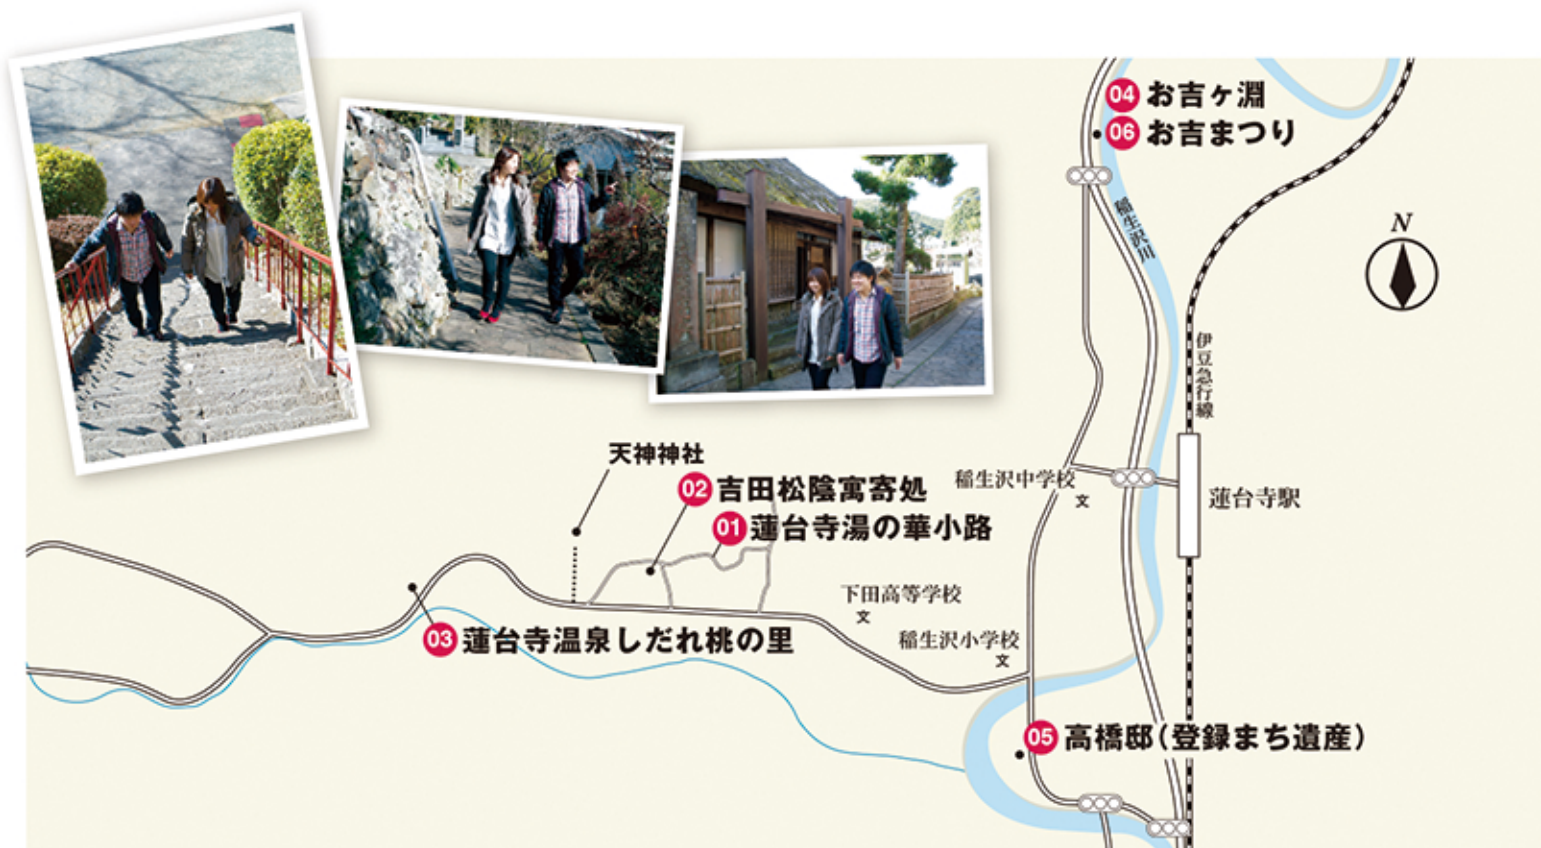 04 お吉ヶ淵
06 お吉まつり
稲生沢川
N
伊豆急行線
天神神社
02 吉田松陰寓寄処
稲生沢中学校
文
蓮台寺駅
01 蓮台寺湯の華小路
下田高等学校
文
稲生沢小学校
文
03 蓮台寺温泉しだれ桃の里
05 高橋邸(登録まち遺産)